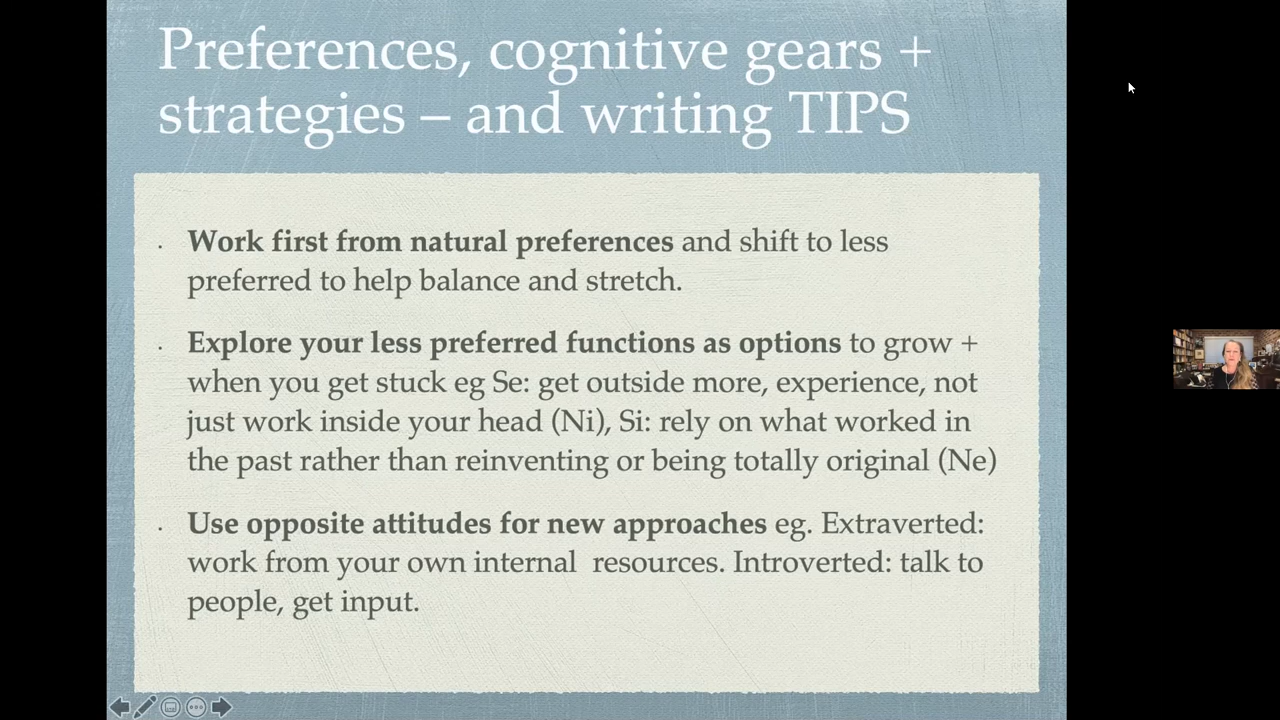 Preferences, cognitive gears +
strategies – and writing TIPS
· Work first from natural preferences and shift to less
preferred to help balance and stretch.
· Explore your less preferred functions as options to grow +
when you get stuck eg Se: get outside more, experience, not
just work inside your head (Ni), Si: rely on what worked in
the past rather than reinventing or being totally original (Ne)
· Use opposite attitudes for new approaches eg. Extraverted:
work from your own internal  resources. Introverted: talk to
people, get input.